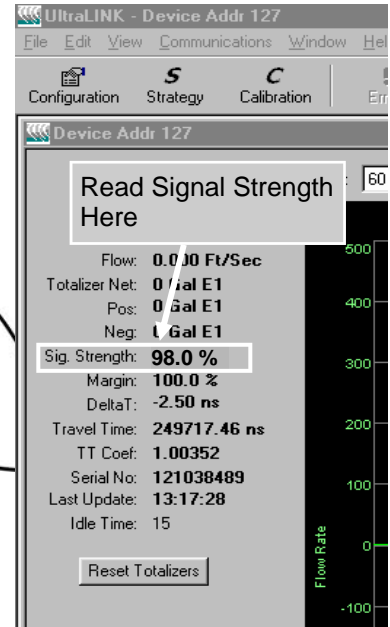 UltraLINK - Device Addr 127
File Edit View Communications Window Hel
Configuration Strategy Calibration Err
Device Addr 127
Read Signal Strength
Here
: 60
Flow: 0.000 Ft/Sec
Totalizer Net: 0 Gal E1
Pos: 0 Gal E1
Neg: 0 Gal E1
Sig. Strength: 98.0 %
Margin: 100.0 %
DeltaT: -2.50 ns
Travel Time: 249717.46 ns
TT Coef: 1.00352
Serial No: 121038489
Last Update: 13:17:28
Idle Time: 15
Reset Totalizers
500
400
300
200
100
0
-100
Flow Rate